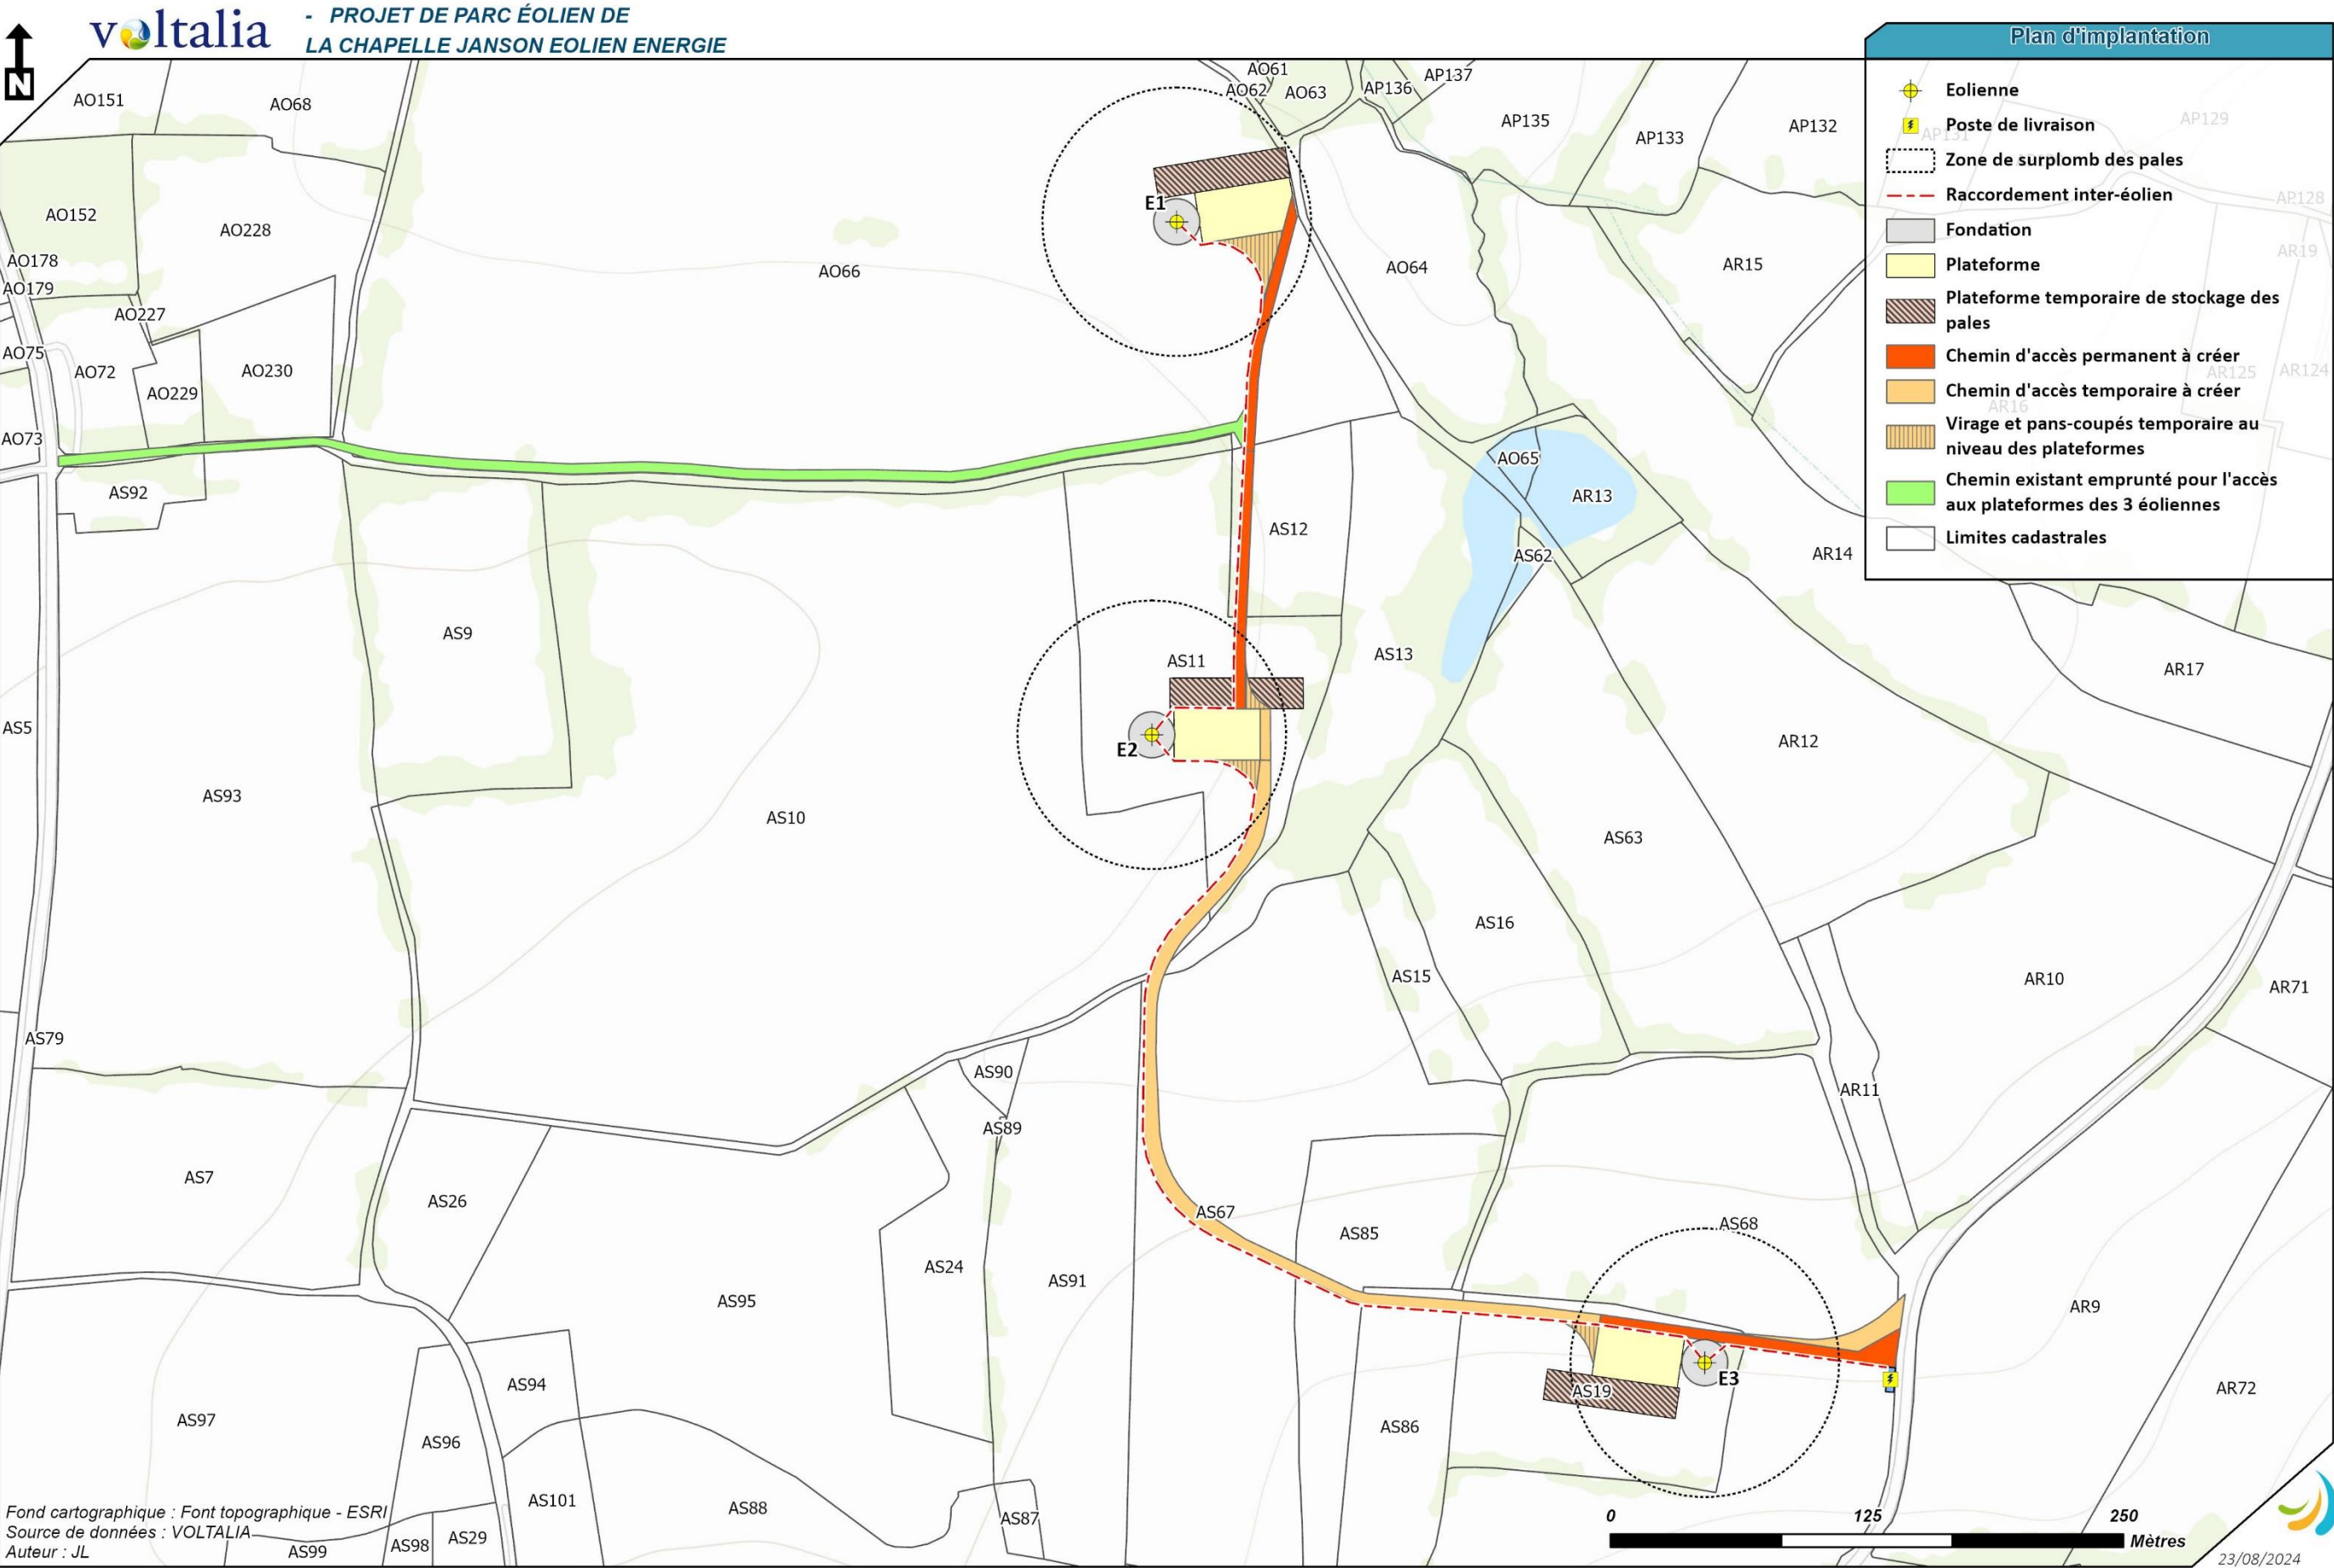 voltalia
- PROJET DE PARC ÉOLIEN DE
LA CHAPELLE JANSON EOLIEN ENERGIE
N
Plan d'implantation
Eolienne
Poste de livraison
Zone de surplomb des pales
Raccordement inter-éolien
Fondation
Plateforme
Plateforme temporaire de stockage des
pales
Chemin d'accès permanent à créer
Chemin d'accès temporaire à créer
Virage et pans-coupés temporaire au
niveau des plateformes
Chemin existant emprunté pour l'accès
aux plateformes des 3 éoliennes
Limites cadastrales
AP131
AP129
AP128
AR19
AR125
AR124
AR16
AO151
AO68
AO61
AO62
AO63
AP136
AP137
AP135
AP133
AP132
AO152
AO228
E1
AO178
AO179
AO66
AO64
AR15
AO227
AO75
AO72
AO229
AO230
AO73
AO65
AR13
AS92
AS12
AS62
AR14
AS9
AS11
AS13
AR17
AS5
E2
AR12
AS93
AS10
AS63
AS16
AS15
AR10
AR71
AS79
AS90
AR11
AS89
AS7
AS26
AS67
AS85
AS68
AS24
AS91
AS95
AR9
E3
AS19
AS94
AR72
AS97
AS96
AS86
AS101
AS88
AS87
AS98
AS29
AS99
Fond cartographique : Font topographique - ESRI
Source de données : VOLTALIA
Auteur : JL
0 125 250
Mètres
23/08/2024